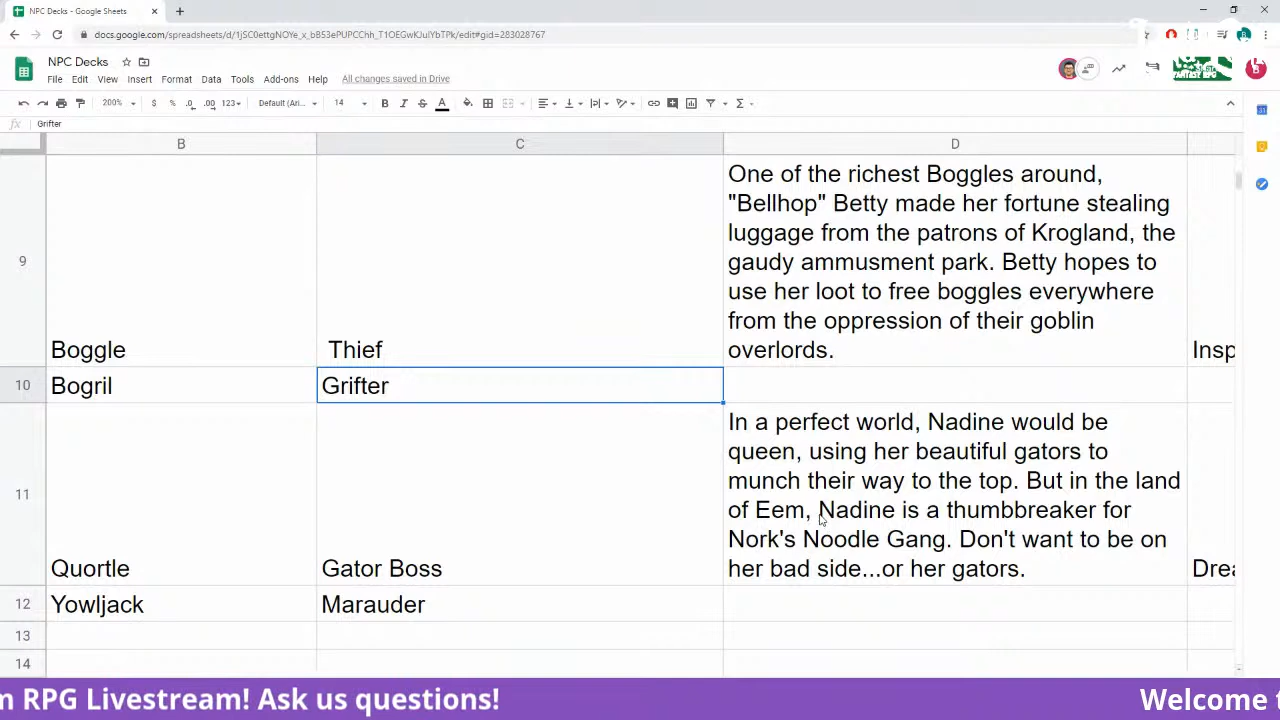 NPC Decks
docs.google.com/spreadsheets/d/1jSC0ettgNOYe_x_bB53ePUPCChh_T1OEGwKJulYbTPk/edit#gid=283028767
NPC Decks
File Edit View Insert Format Data Tools Add-ons Help All changes saved in Drive
200% $ % .0 .00 123 Default (Ari... 14 B I S A
fx Grifter
B C D
One of the richest Boggles around,
"Bellhop" Betty made her fortune stealing
luggage from the patrons of Krogland, the
9 gaudy ammusment park. Betty hopes to
use her loot to free boggles everywhere
from the oppression of their goblin
Boggle Thief overlords. Insp
10 Bogril Grifter
In a perfect world, Nadine would be
queen, using her beautiful gators to
munch their way to the top. But in the land
11 of Eem, Nadine is a thumbbreaker for
Nork's Noodle Gang. Don't want to be on
Quortle Gator Boss her bad side...or her gators. Drea
12 Yowljack Marauder
13
14
m RPG Livestream! Ask us questions! Welcome t